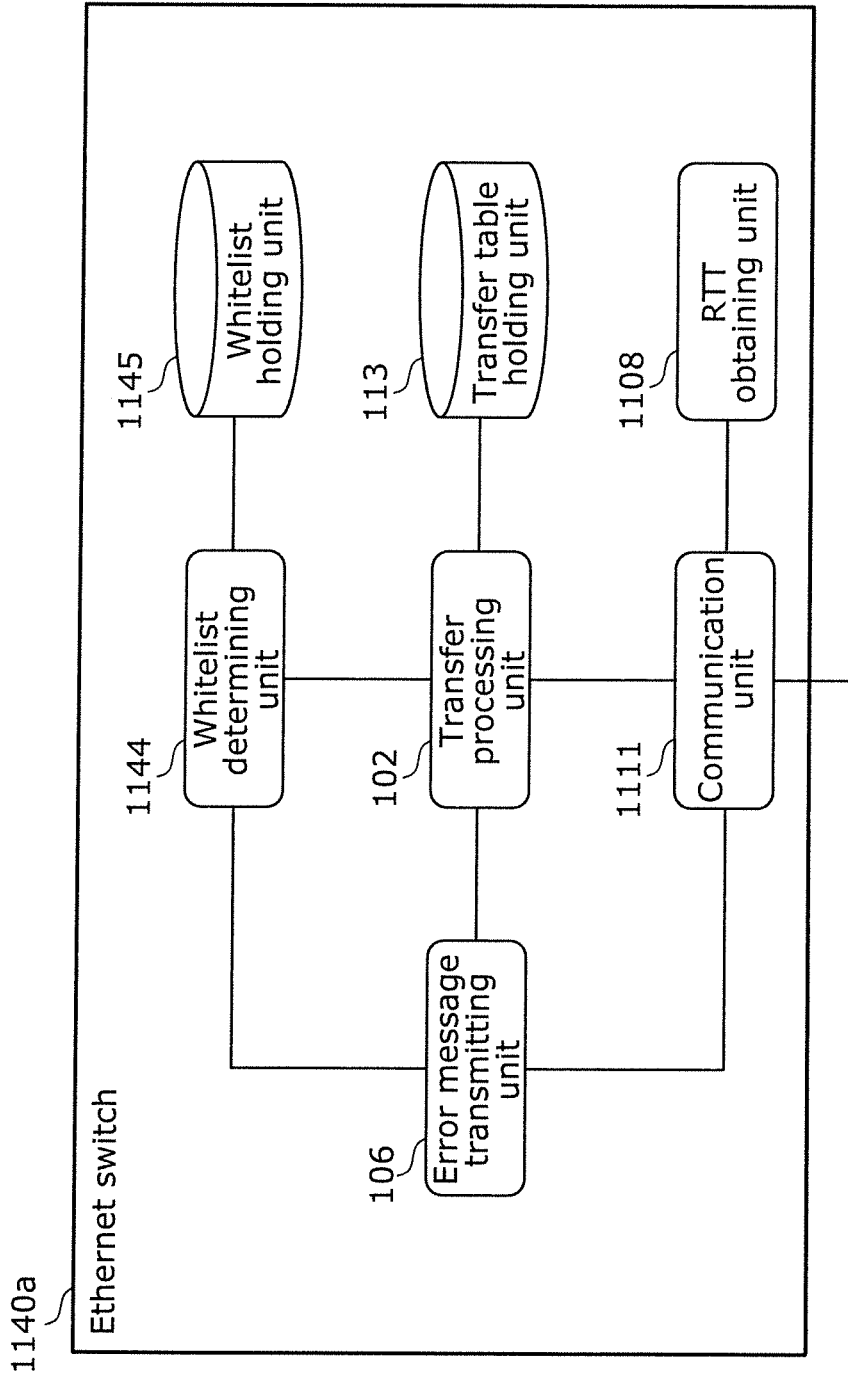 1140a
Ethernet switch
1144
Whitelist
determining
unit
1145
Whitelist
holding unit
106
Error message
transmitting
unit
102
Transfer
processing
unit
113
Transfer table
holding unit
1111
Communication
unit
1108
RTT
obtaining unit